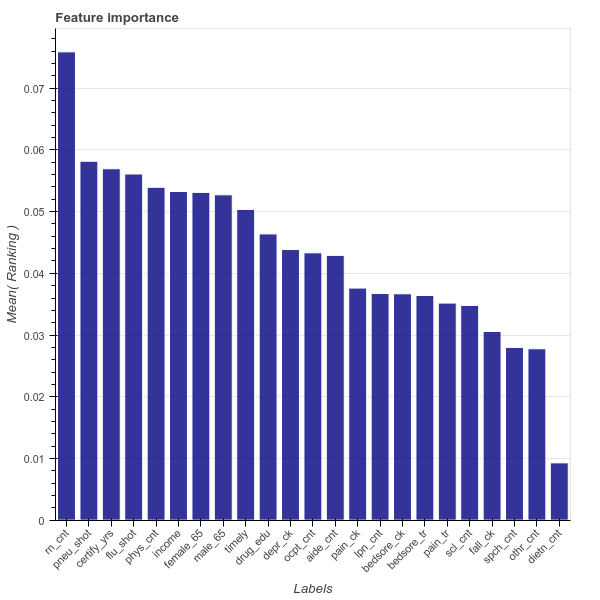 Feature importance
Mean( Ranking )
0.07
0.06
0.05
0.04
0.03
0.02
0.01
0
rn_cnt
pneu_shot
certify_yrs
flu_shot
phys_cnt
income
female_65
male_65
timely
drug_edu
depr_ck
ocpt_cnt
aide_cnt
pain_ck
lpn_cnt
bedsore_ck
bedsore_tr
pain_tr
scl_cnt
fall_ck
spch_cnt
othr_cnt
dietn_cnt
Labels